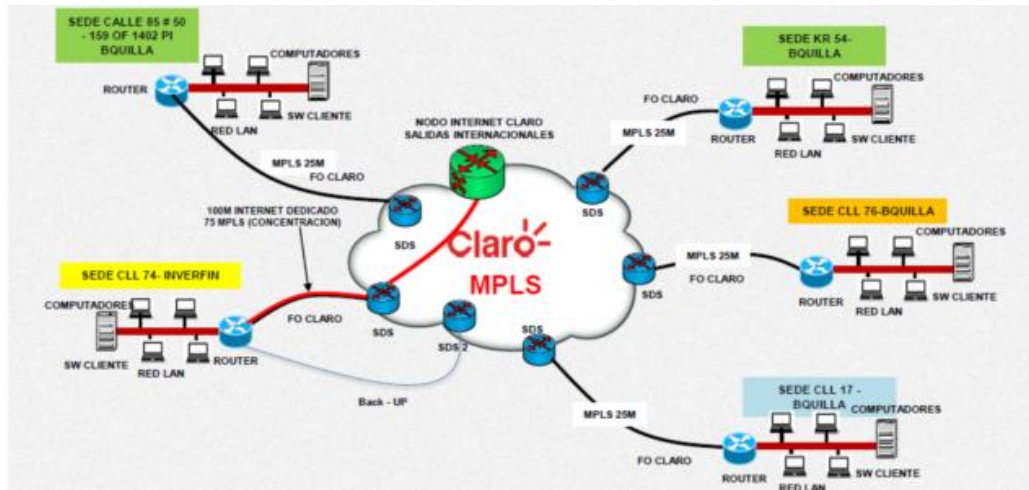 SEDE CALLE 85 # 50
- 159 OF 1402 PI
BQUILLA
COMPUTADORES
ROUTER
RED LAN
SW CLIENTE
MPLS 25M
FO CLARO
SDS
NODO INTERNET CLARO
SALIDAS INTERNACIONALES
SEDE KR 54-
BQUILLA
COMPUTADORES
FO CLARO
MPLS 25M
ROUTER
RED LAN
SW CLIENTE
SDS
100M INTERNET DEDICADO
75 MPLS (CONCENTRACION)
Claro-
MPLS
SEDE CLL 76-BQUILLA
COMPUTADORES
MPLS 25M
FO CLARO
SDS
ROUTER
RED LAN
SW CLIENTE
SEDE CLL 74- INVERFIN
COMPUTADORES
SW CLIENTE
RED LAN
ROUTER
FO CLARO
SDS
SDS 2
Back - UP
SDS
MPLS 25M
FO CLARO
SEDE CLL 17 -
BQUILLA
COMPUTADORES
ROUTER
RED LAN
SW CLIENTE